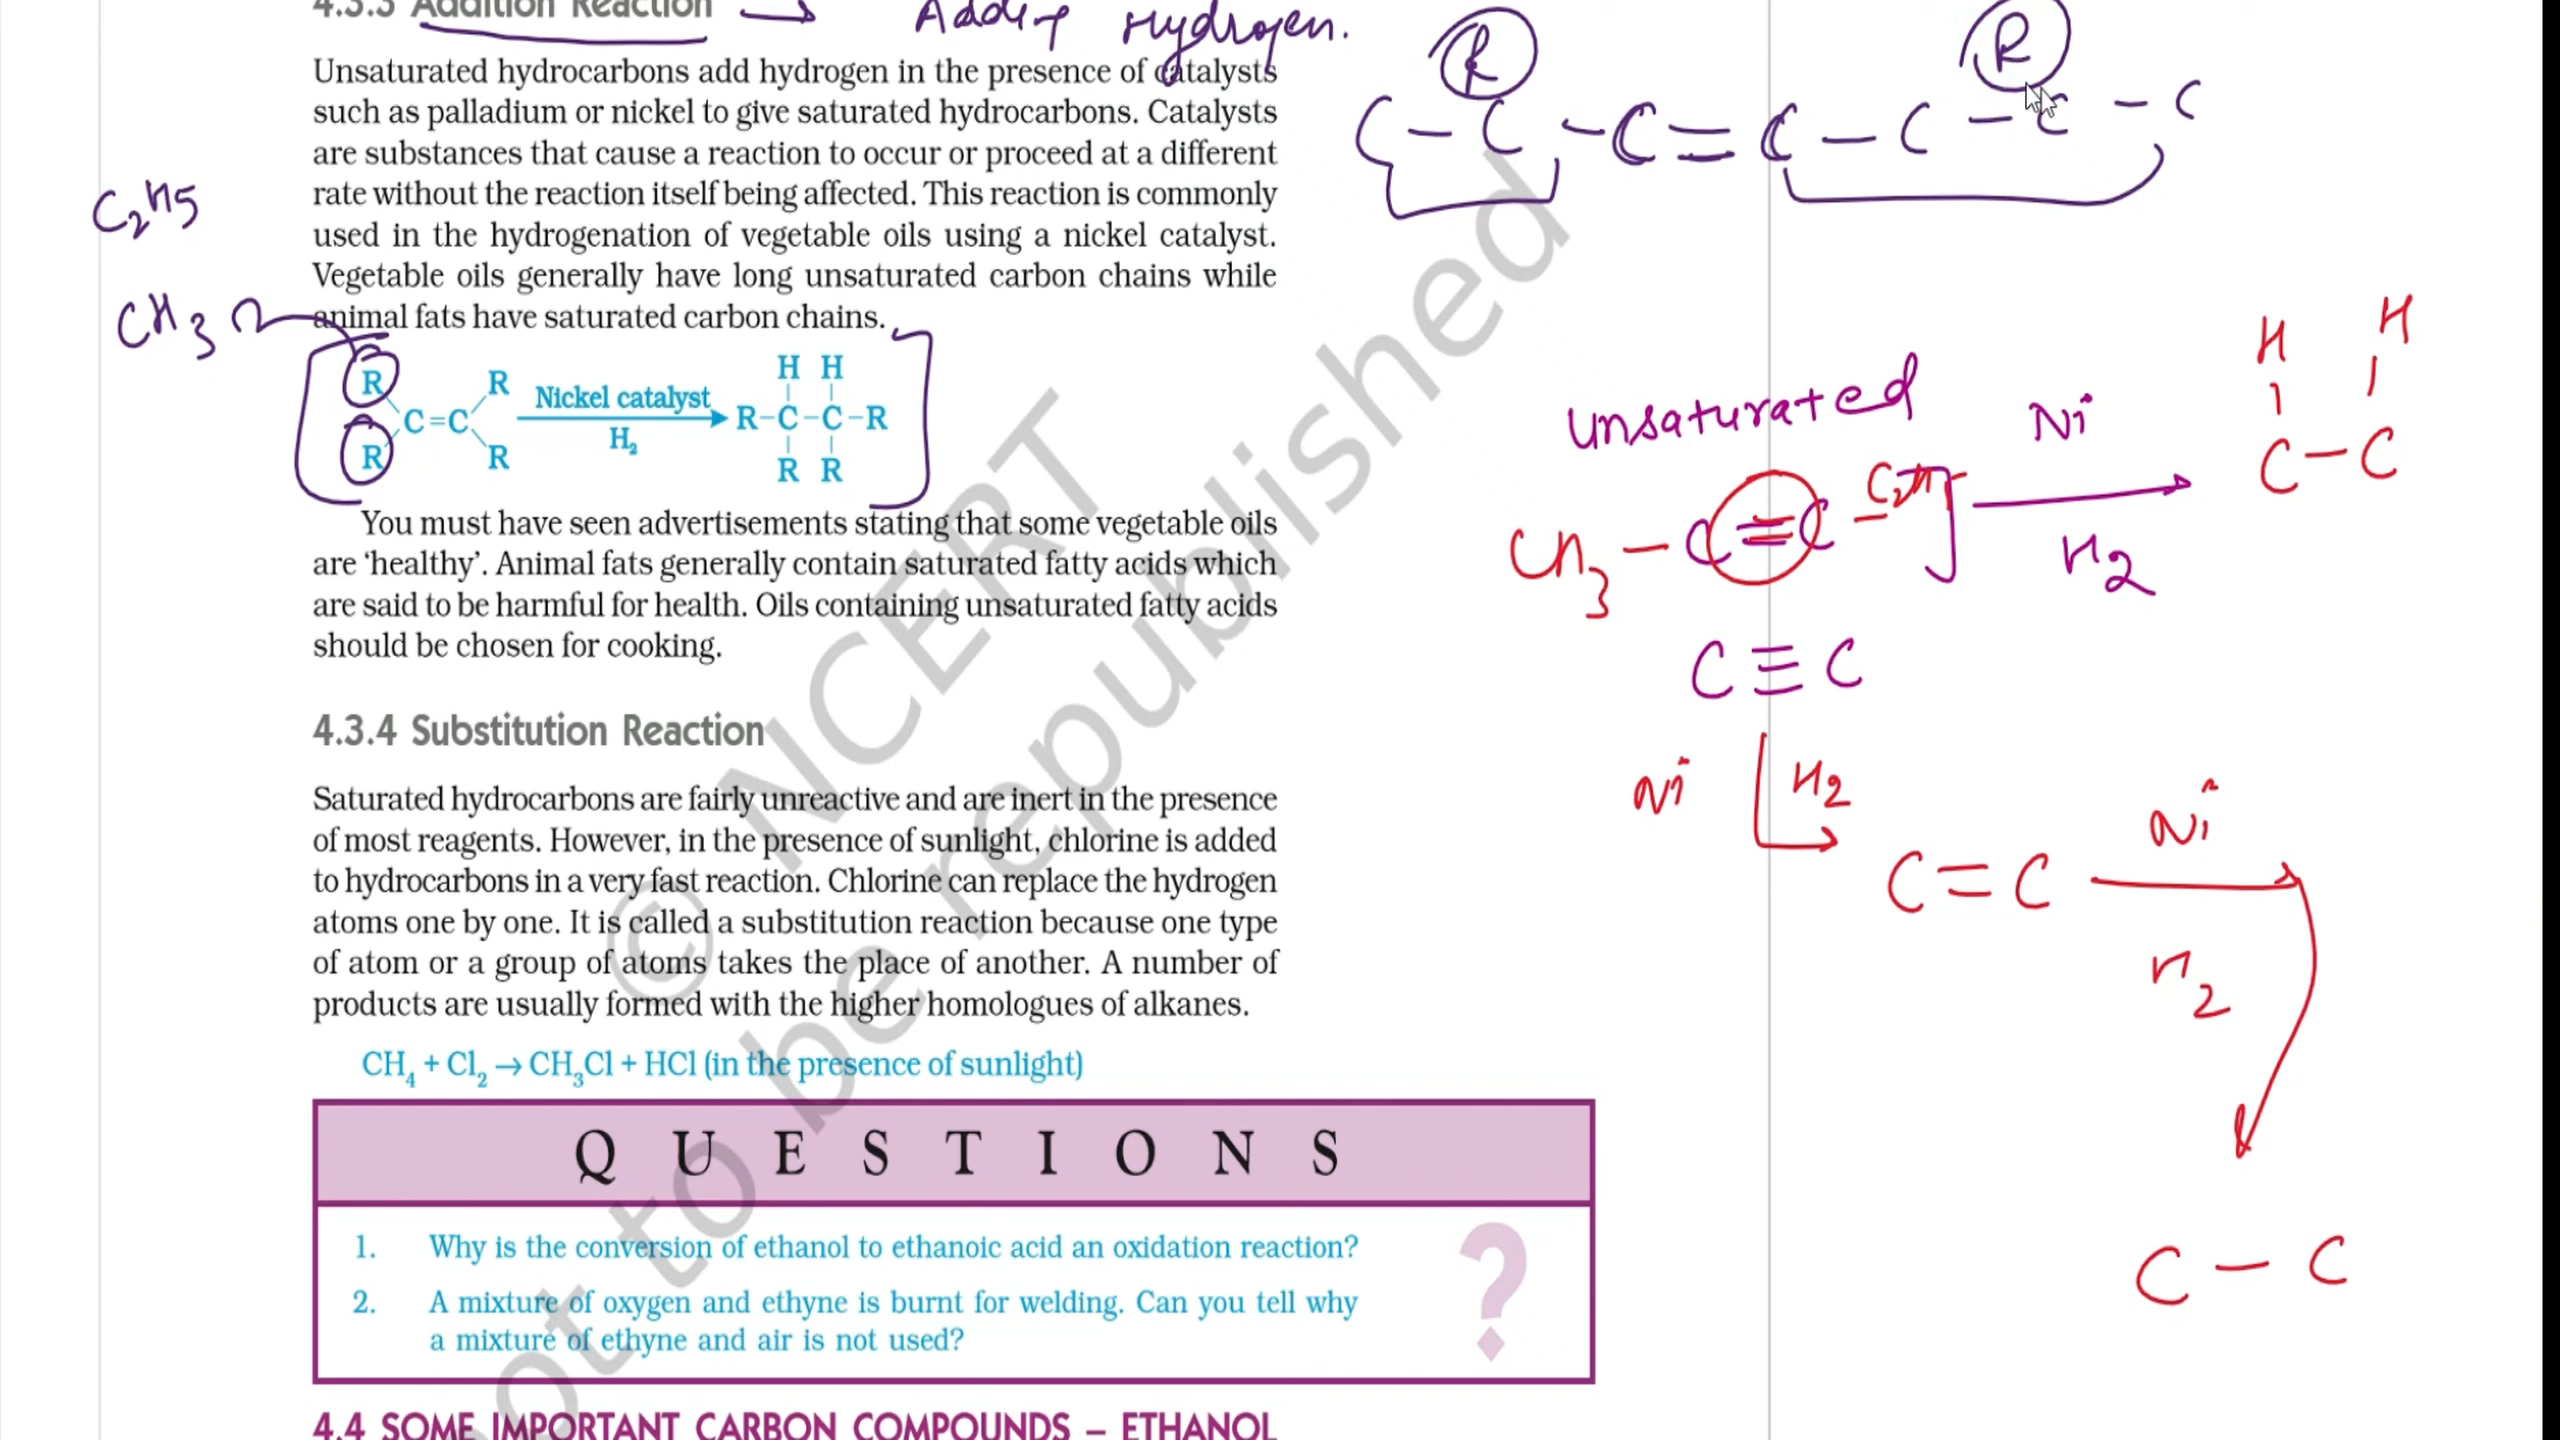 4.3.3 Addition Reaction → Adding Hydrogen.
Unsaturated hydrocarbons add hydrogen in the presence of catalysts
such as palladium or nickel to give saturated hydrocarbons. Catalysts
are substances that cause a reaction to occur or proceed at a different
rate without the reaction itself being affected. This reaction is commonly
used in the hydrogenation of vegetable oils using a nickel catalyst.
Vegetable oils generally have long unsaturated carbon chains while
animal fats have saturated carbon chains.
C2H5
CH3
R R H H
C=C Nickel catalyst R–C–C–R
H₂
R R R R
You must have seen advertisements stating that some vegetable oils
are ‘healthy’. Animal fats generally contain saturated fatty acids which
are said to be harmful for health. Oils containing unsaturated fatty acids
should be chosen for cooking.
4.3.4 Substitution Reaction
Saturated hydrocarbons are fairly unreactive and are inert in the presence
of most reagents. However, in the presence of sunlight, chlorine is added
to hydrocarbons in a very fast reaction. Chlorine can replace the hydrogen
atoms one by one. It is called a substitution reaction because one type
of atom or a group of atoms takes the place of another. A number of
products are usually formed with the higher homologues of alkanes.
CH₄ + Cl₂ → CH₃Cl + HCl (in the presence of sunlight)
QUESTIONS
1. Why is the conversion of ethanol to ethanoic acid an oxidation reaction?
2. A mixture of oxygen and ethyne is burnt for welding. Can you tell why
a mixture of ethyne and air is not used?
?
4.4 SOME IMPORTANT CARBON COMPOUNDS – ETHANOL
© NCERT
not to be republished
R R
C – C – C = C – C – C – C
Unsaturated
CH3 – C = C –
Ni
H2
H H
C – C
C ≡ C
Ni H2
C = C
Ni
H2
C – C